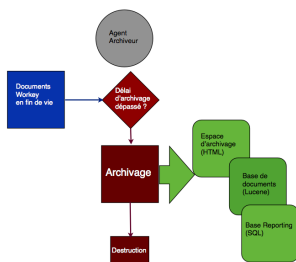 Agent
Archiveur
Documents
Workey
en fin de vie
Délai
d'archivage
dépassé ?
Espace
d'archivage
(HTML)
Archivage
Base de
documents
(Lucene)
Base Reporting
(SQL)
Destruction